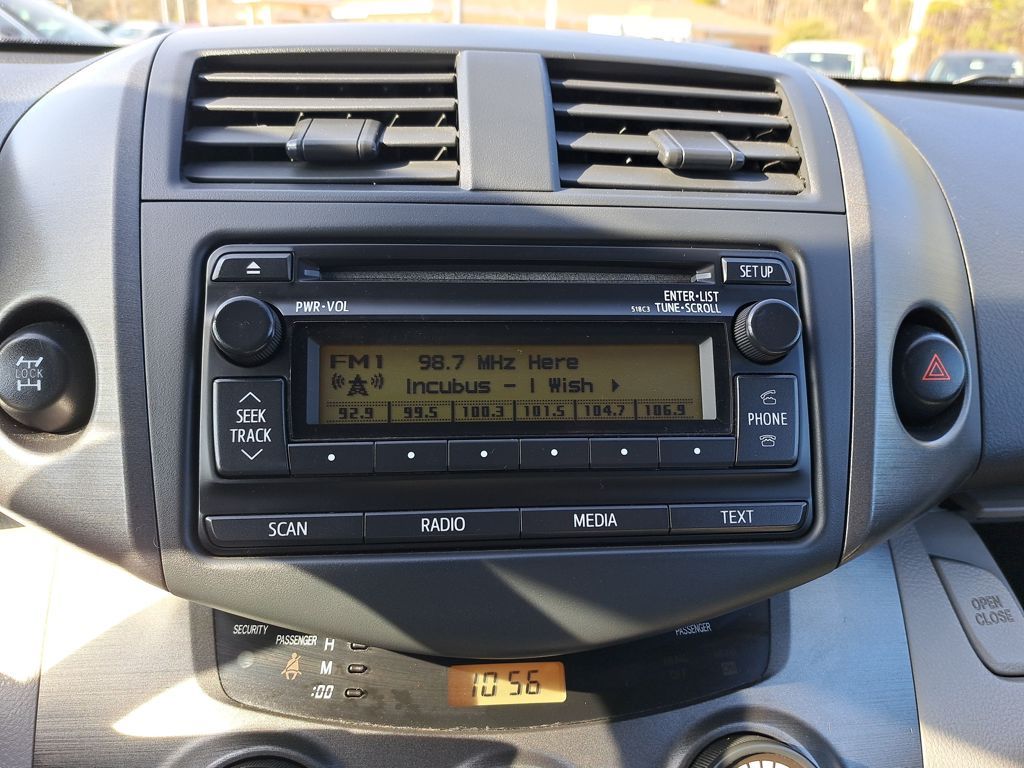 SET UP
PWR•VOL
ENTER•LIST
518C3 TUNE•SCROLL
FM1 98.7 MHz Here
Incubus - I Wish
92.9 99.5 100.3 101.5 104.7 106.9
LOCK
SEEK
TRACK
PHONE
SCAN RADIO MEDIA TEXT
SECURITY
PASSENGER H
M
:00
10 56
PASSENGER
OPEN
CLOSE